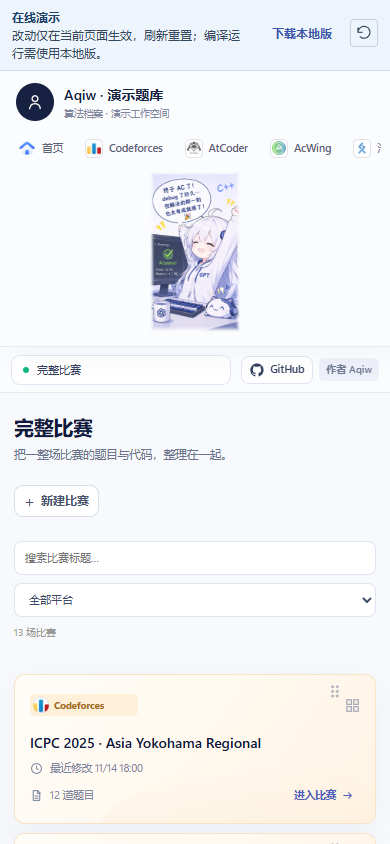 在线演示
改动仅在当前页面生效，刷新重置；编译运
行需使用本地版。
下载本地版
Aqiw · 演示题库
算法档案 · 演示工作空间
首页
Codeforces
AtCoder
AcWing
终于 AC 了！
debug 了好久…
但解决的那一刻
也太有成就感了！
C++
Accepted
GPT
完整比赛
GitHub
作者 Aqiw
完整比赛
把一整场比赛的题目与代码，整理在一起。
+ 新建比赛
搜索比赛标题...
全部平台
13 场比赛
Codeforces
ICPC 2025 · Asia Yokohama Regional
最近修改 11/14 18:00
12 道题目
进入比赛 →